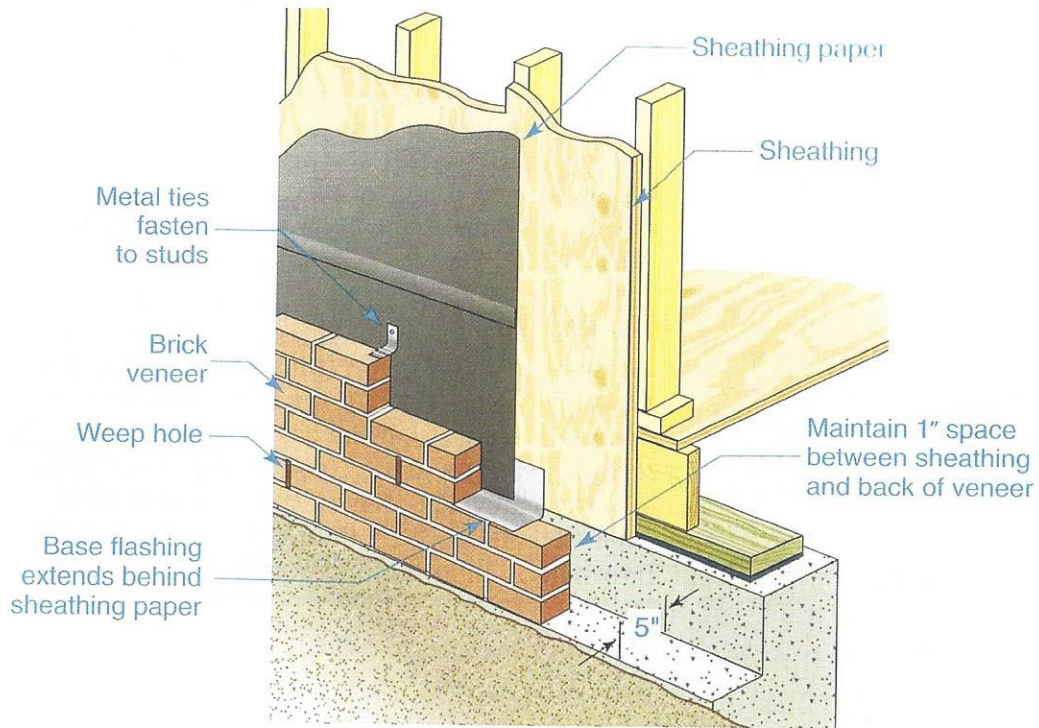 Sheathing paper
Sheathing
Metal ties
fasten
to studs
Brick
veneer
Weep hole
Maintain 1″ space
between sheathing
and back of veneer
Base flashing
extends behind
sheathing paper
5"